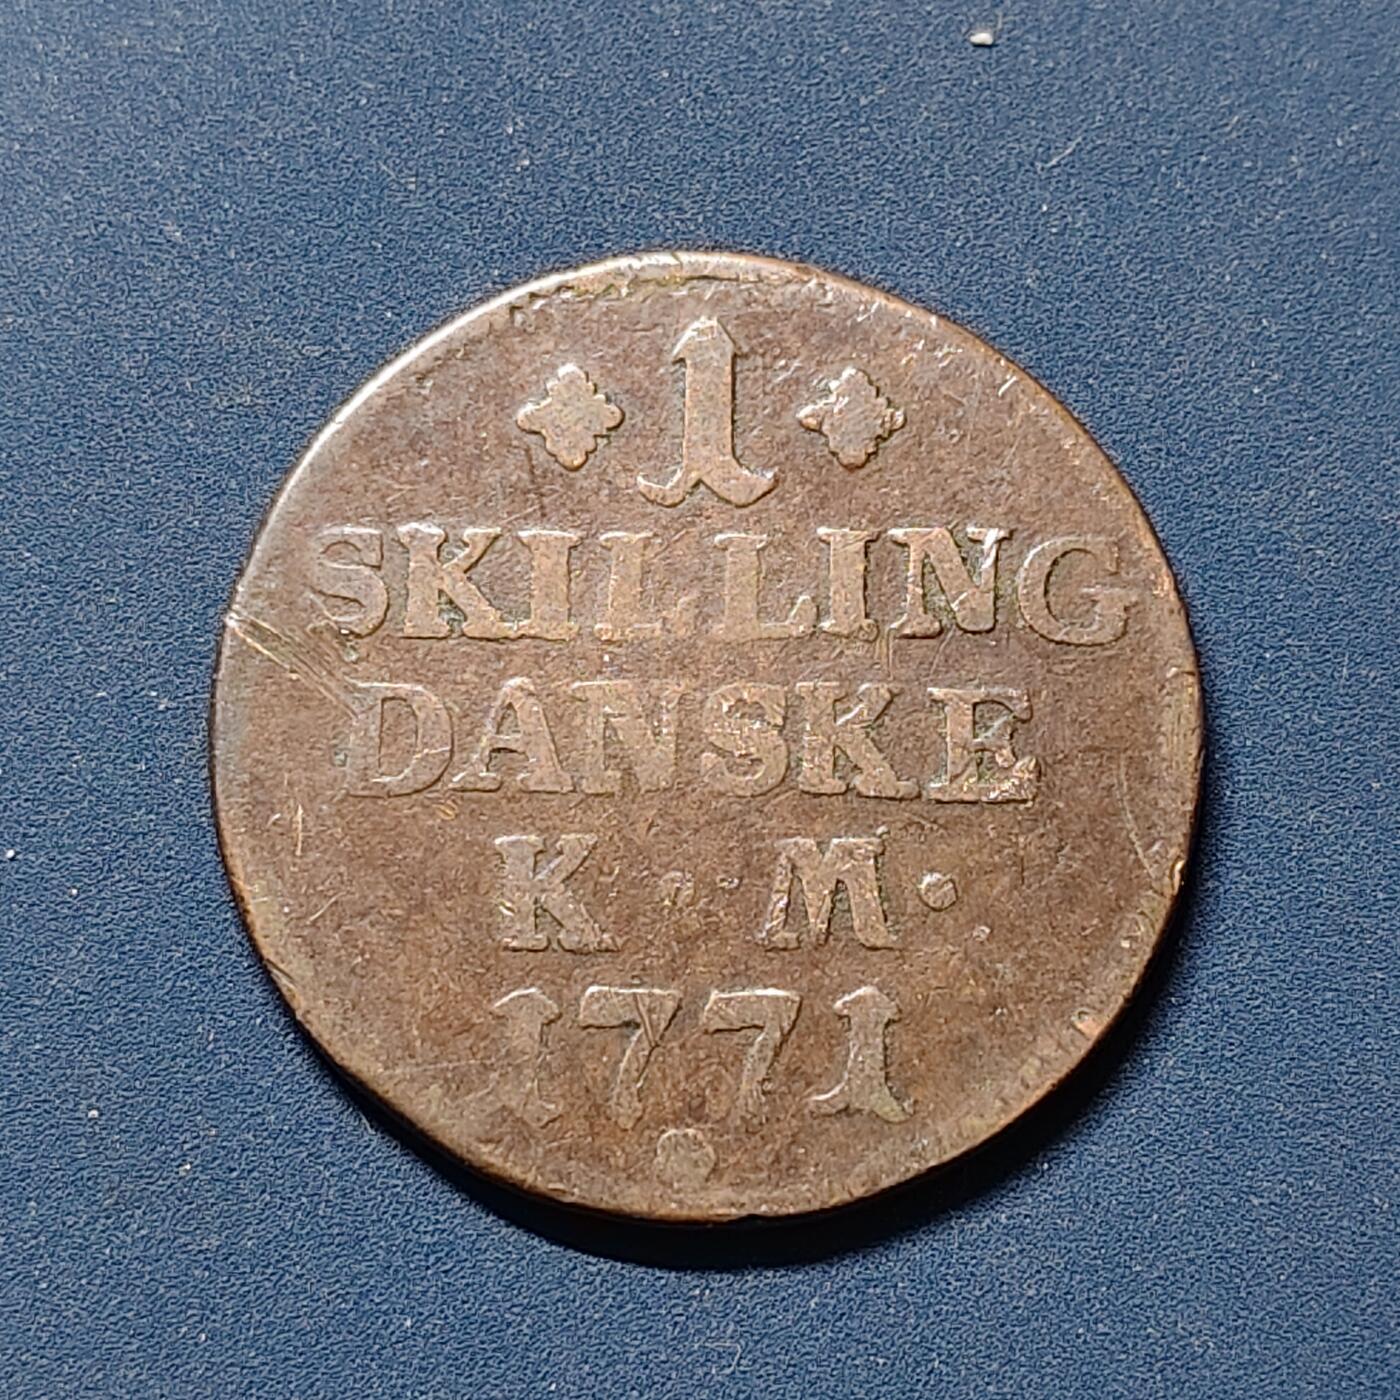 1
SKILLING
DANSKE
K · M ·
1771